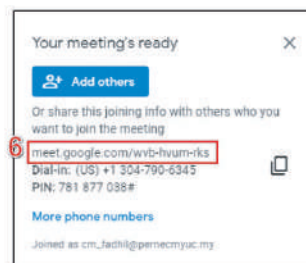 Your meeting's ready
Add others
Or share this joining info with others who you
want to join the meeting
6
meet.google.com/wvb-hvum-rks
Dial-in: (US) +1 304-790-6345
PIN: 781 877 038#
More phone numbers
Joined as cm_fadhil@pernecmyuc.my